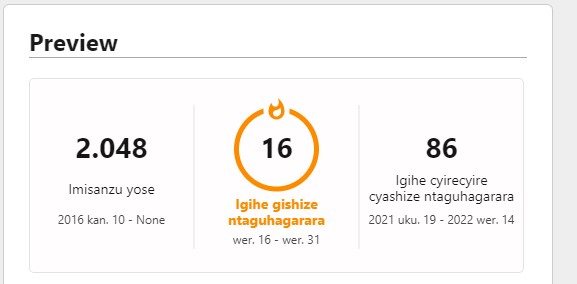 Preview
2.048
Imisanzu yose
2016 kan. 10 - None
16
Igihe gishize
ntaguhagarara
wer. 16 - wer. 31
86
Igihe cyirecyire
cyashize ntaguhagarara
2021 uku. 19 - 2022 wer. 14